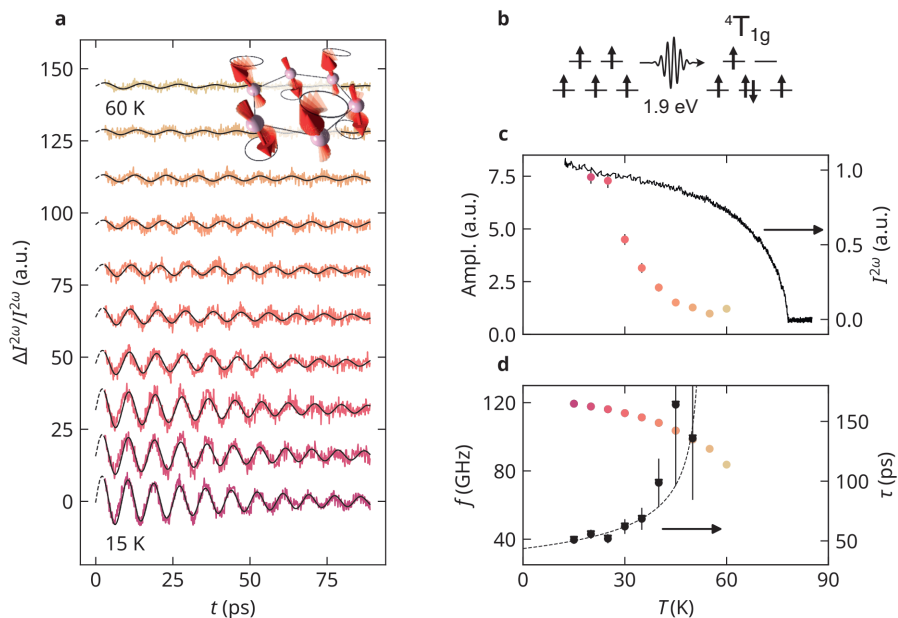 a
ΔI²ω/I²ω (a.u.)
150
125
100
75
50
25
0
60 K
15 K
0
25
50
75
t (ps)
b
⁴T₁g
1.9 eV
c
Ampl. (a.u.)
7.5
5.0
2.5
0.0
1.0
0.5
0.0
I²ω (a.u.)
d
f (GHz)
120
80
40
150
100
50
τ (ps)
0
30
60
90
T (K)